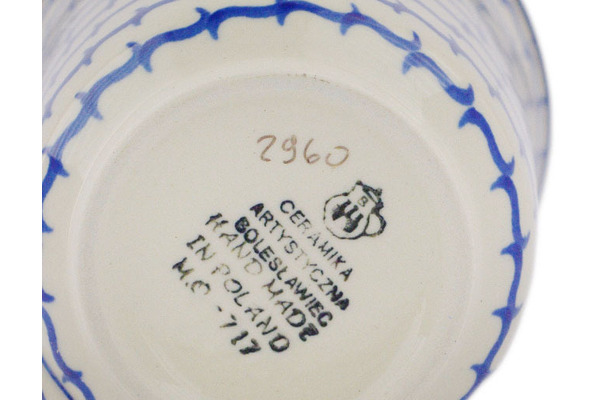 2960
B
CERAMIKA
ARTYSTYCZNA
BOLESŁAWIEC
HAND MADE
IN POLAND
-717